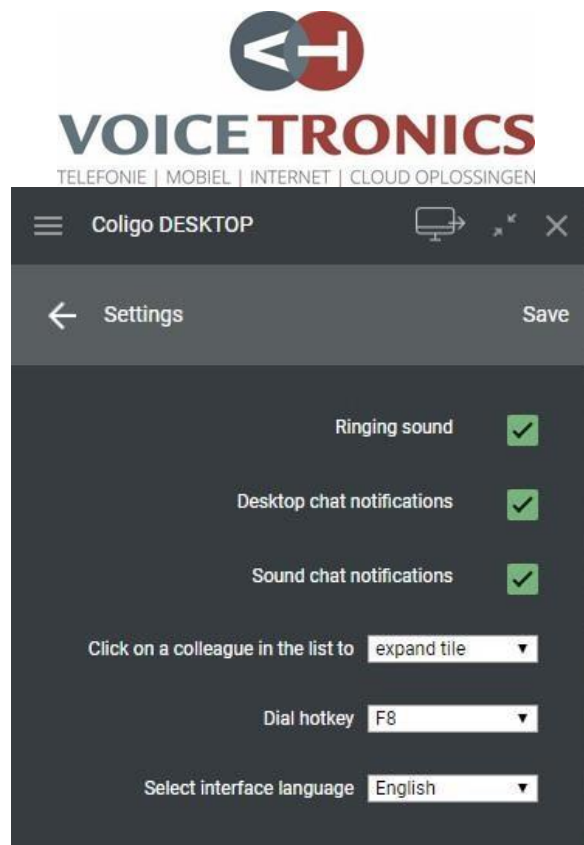 VOICETRONICS
TELEFONIE | MOBIEL | INTERNET | CLOUD OPLOSSINGEN
Coligo DESKTOP
Settings Save
Ringing sound
Desktop chat notifications
Sound chat notifications
Click on a colleague in the list to expand tile
Dial hotkey F8
Select interface language English